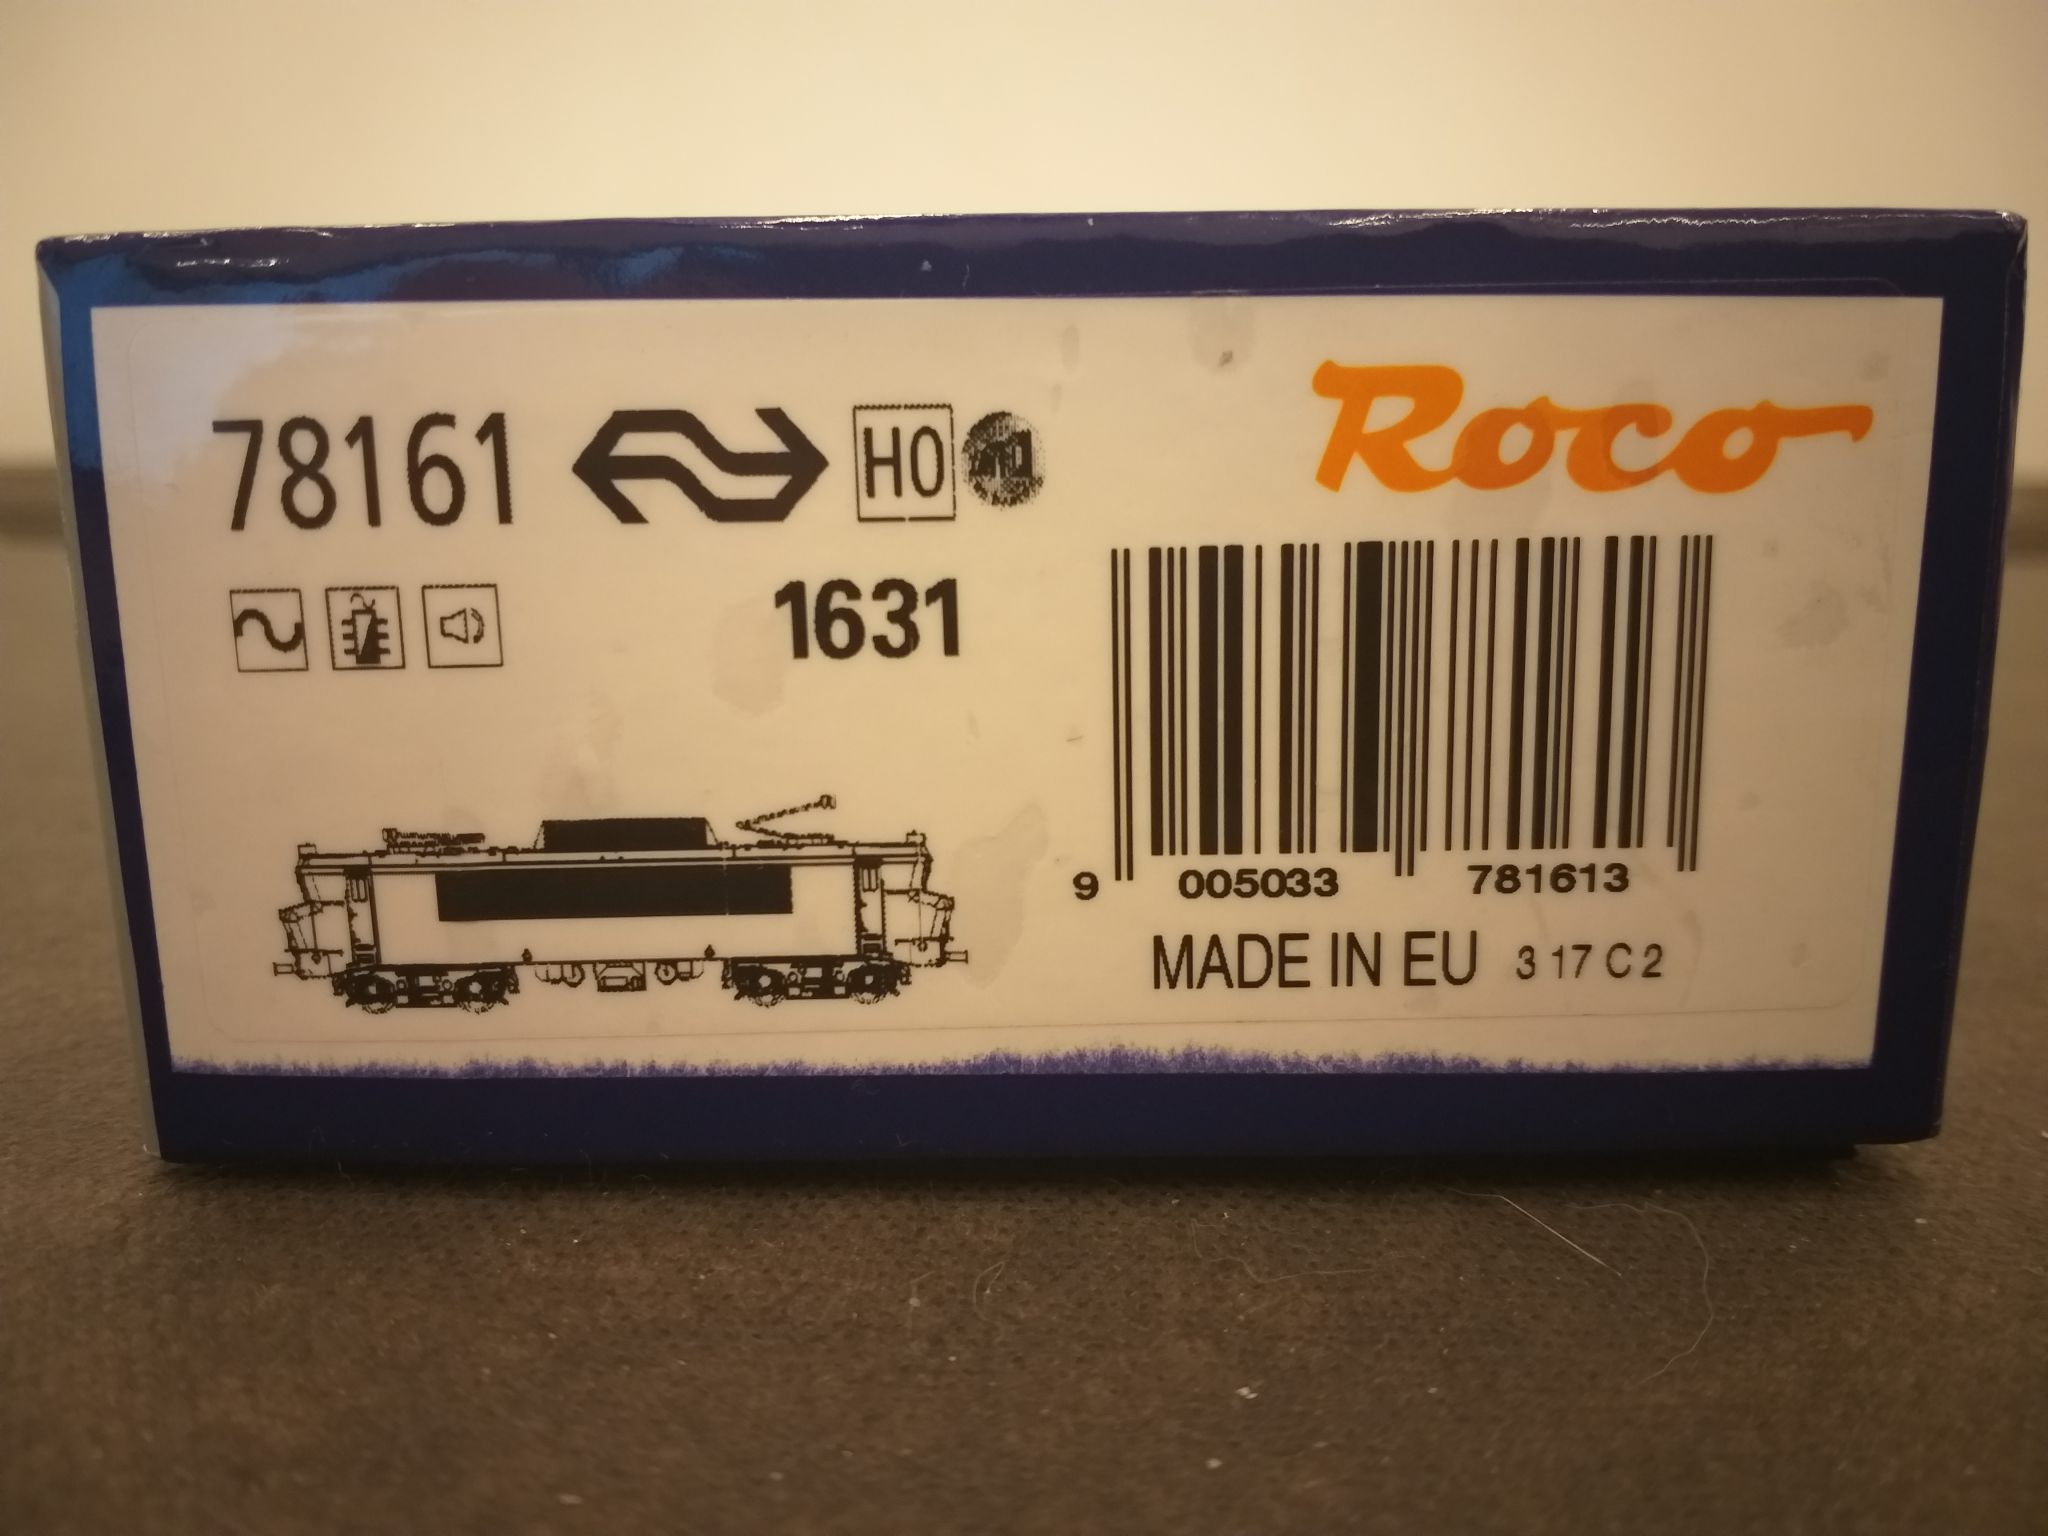 78161 H0
Roco
1631
9 005033 781613
MADE IN EU 3 17 C 2